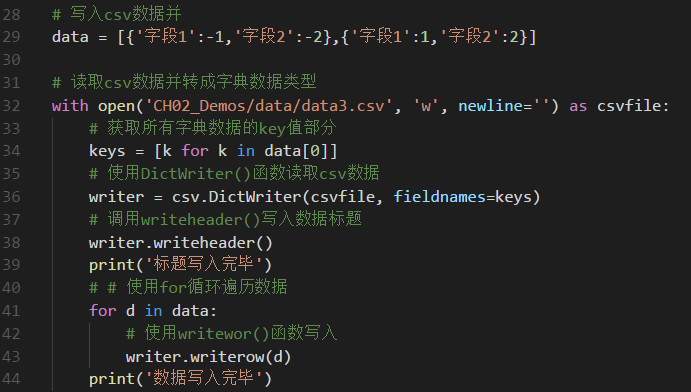 28 # 写入csv数据并
29 data = [{'字段1':-1,'字段2':-2},{'字段1':1,'字段2':2}]
30
31 # 读取csv数据并转成字典数据类型
32 with open('CH02_Demos/data/data3.csv', 'w', newline='') as csvfile:
33     # 获取所有字典数据的key值部分
34     keys = [k for k in data[0]]
35     # 使用DictWriter()函数读取csv数据
36     writer = csv.DictWriter(csvfile, fieldnames=keys)
37     # 调用writeheader()写入数据标题
38     writer.writeheader()
39     print('标题写入完毕')
40     # # 使用for循环遍历数据
41     for d in data:
42         # 使用writewor()函数写入
43         writer.writerow(d)
44     print('数据写入完毕')